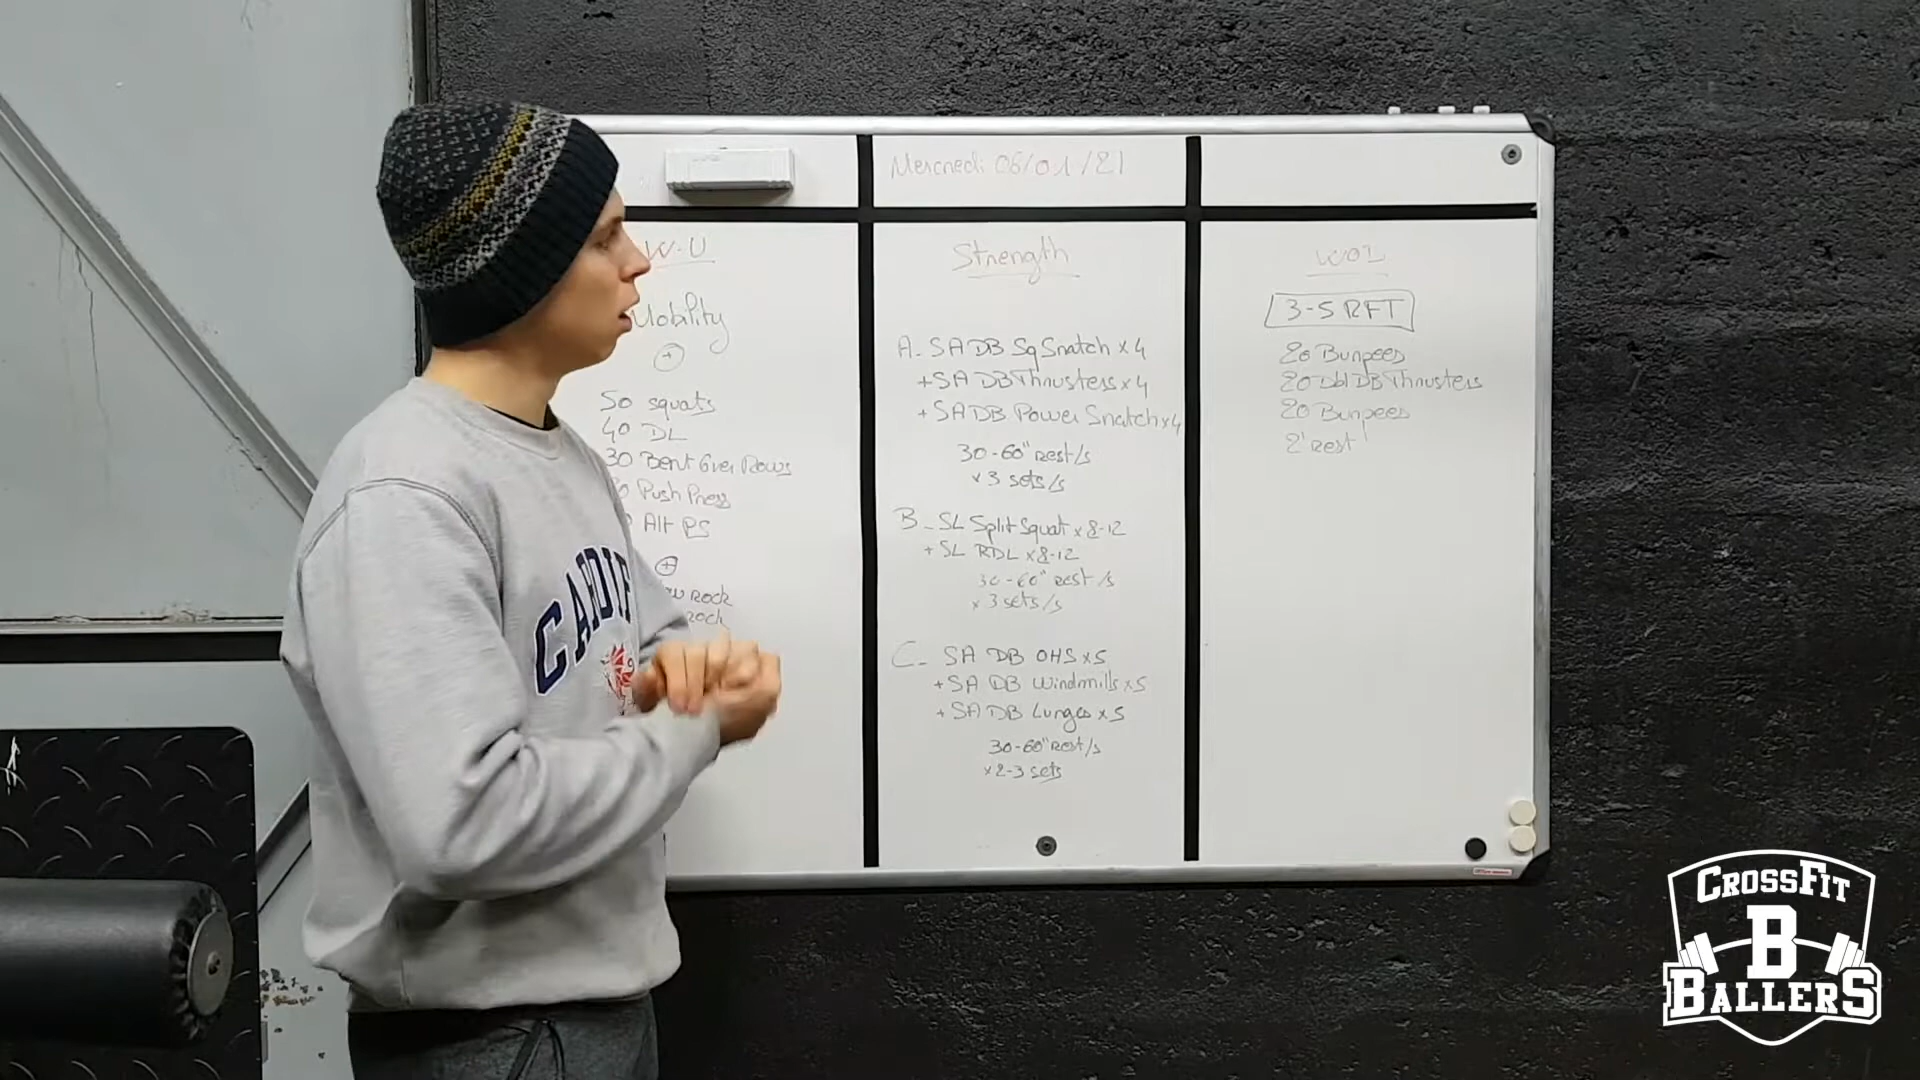 Mercredi 06/01/21
W-U
Mobility
+
50 squats
40 DL
30 Bent Over Rows
Push Press
Alt PS
+
Rock
Rock
Strength
A- SA DB Sq Snatch x 4
+ SA DB Thrusters x 4
+ SA DB Power Snatch x 4
30-60" Rest/s
x 3 sets/s
B- SL Split Squat x 8-12
+ SL RDL x 8-12
30-60" Rest/s
x 3 sets/s
C- SA DB OHS x 5
+ SA DB Windmills x 5
+ SA DB Lunges x 5
30-60" Rest/s
x 2-3 sets
WOD
3-5 RFT
20 Burpees
20 Dbl DB Thrusters
20 Burpees
2' Rest
CARDIF
CROSSFIT
B
BALLERS